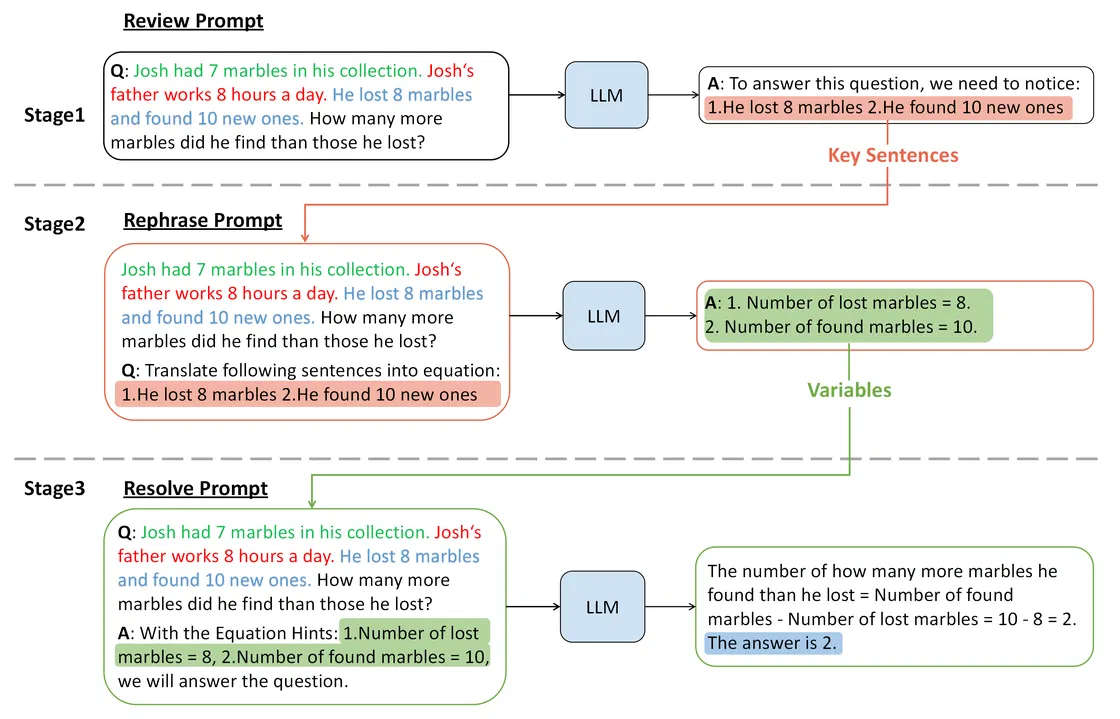 Review Prompt
Stage1
Q: Josh had 7 marbles in his collection. Josh‘s
father works 8 hours a day. He lost 8 marbles
and found 10 new ones. How many more
marbles did he find than those he lost?
LLM
A: To answer this question, we need to notice:
1.He lost 8 marbles 2.He found 10 new ones
Key Sentences
Stage2
Rephrase Prompt
Josh had 7 marbles in his collection. Josh‘s
father works 8 hours a day. He lost 8 marbles
and found 10 new ones. How many more
marbles did he find than those he lost?
Q: Translate following sentences into equation:
1.He lost 8 marbles 2.He found 10 new ones
LLM
A: 1. Number of lost marbles = 8.
2. Number of found marbles = 10.
Variables
Stage3
Resolve Prompt
Q: Josh had 7 marbles in his collection. Josh‘s
father works 8 hours a day. He lost 8 marbles
and found 10 new ones. How many more
marbles did he find than those he lost?
A: With the Equation Hints: 1.Number of lost
marbles = 8, 2.Number of found marbles = 10,
we will answer the question.
LLM
The number of how many more marbles he
found than he lost = Number of found
marbles - Number of lost marbles = 10 - 8 = 2.
The answer is 2.